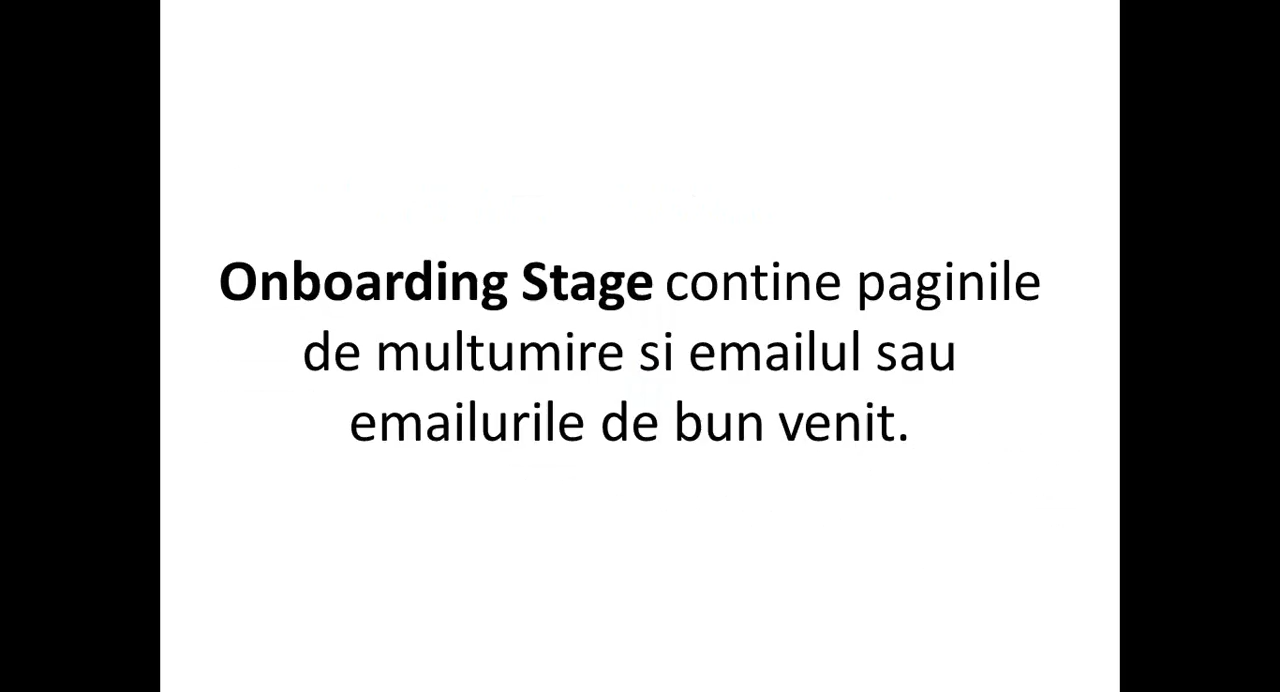 Onboarding Stage contine paginile
de multumire si emailul sau
emailurile de bun venit.